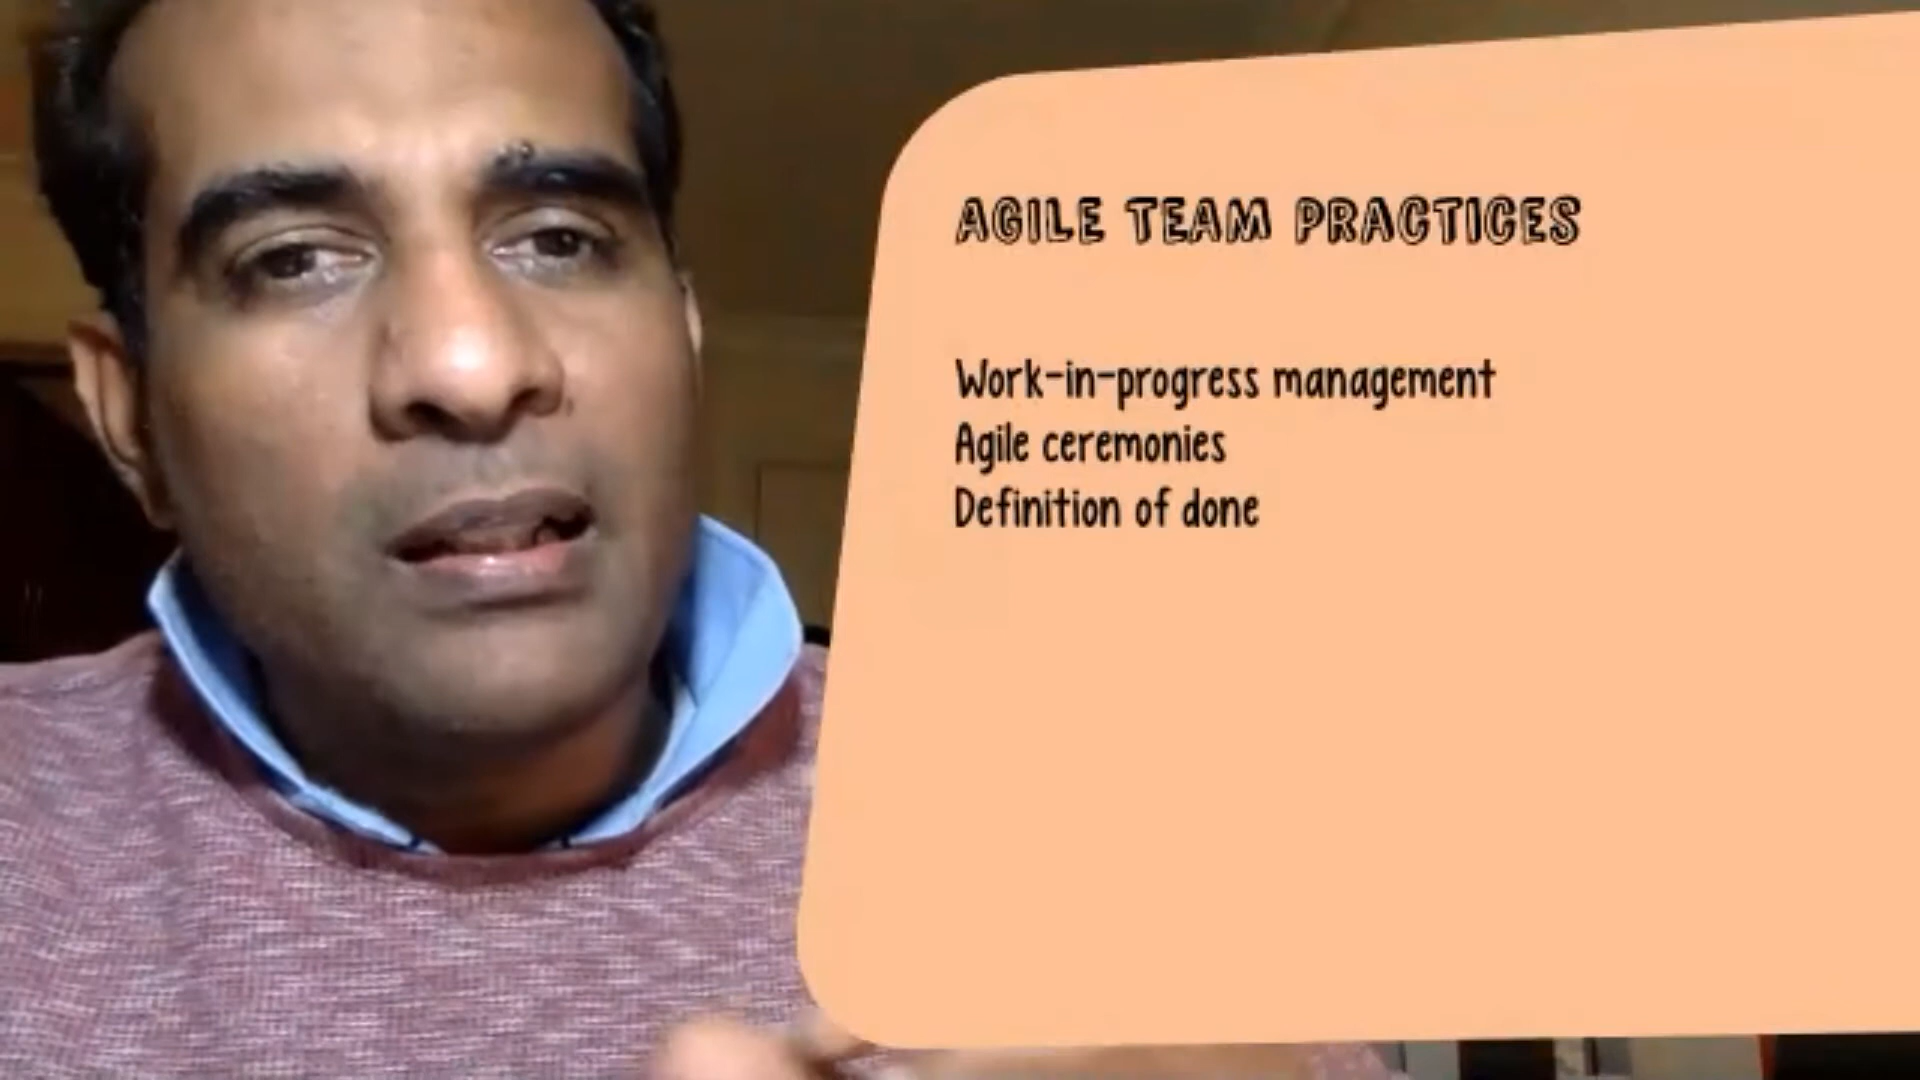 AGILE TEAM PRACTICES
Work-in-progress management
Agile ceremonies
Definition of done